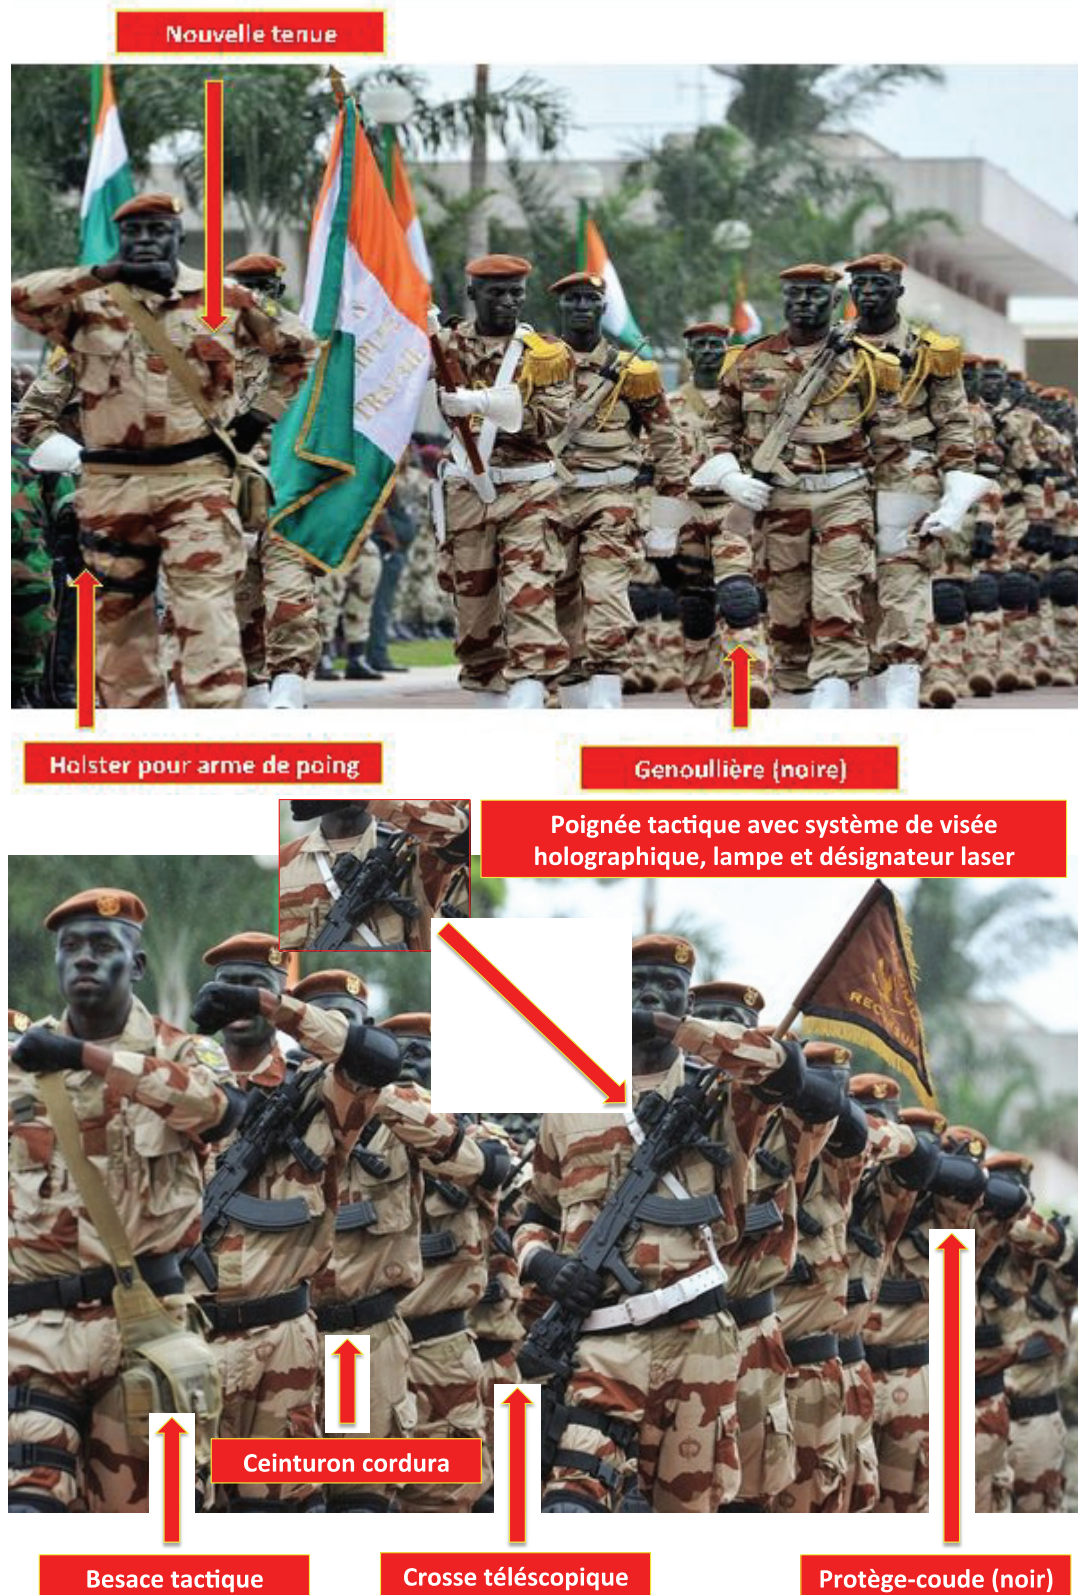 Nouvelle tenue
TRAVAIL
Holster pour arme de poing
Genoullière (noire)
Poignée tactique avec système de visée
holographique, lampe et désignateur laser
Ceinturon cordura
Besace tactique
Crosse téléscopique
Protège-coude (noir)